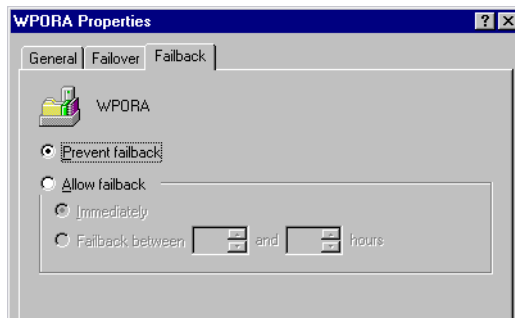 WPORA Properties
General Failover Failback
WPORA
Prevent failback
Allow failback
Immediately
Failback between and hours